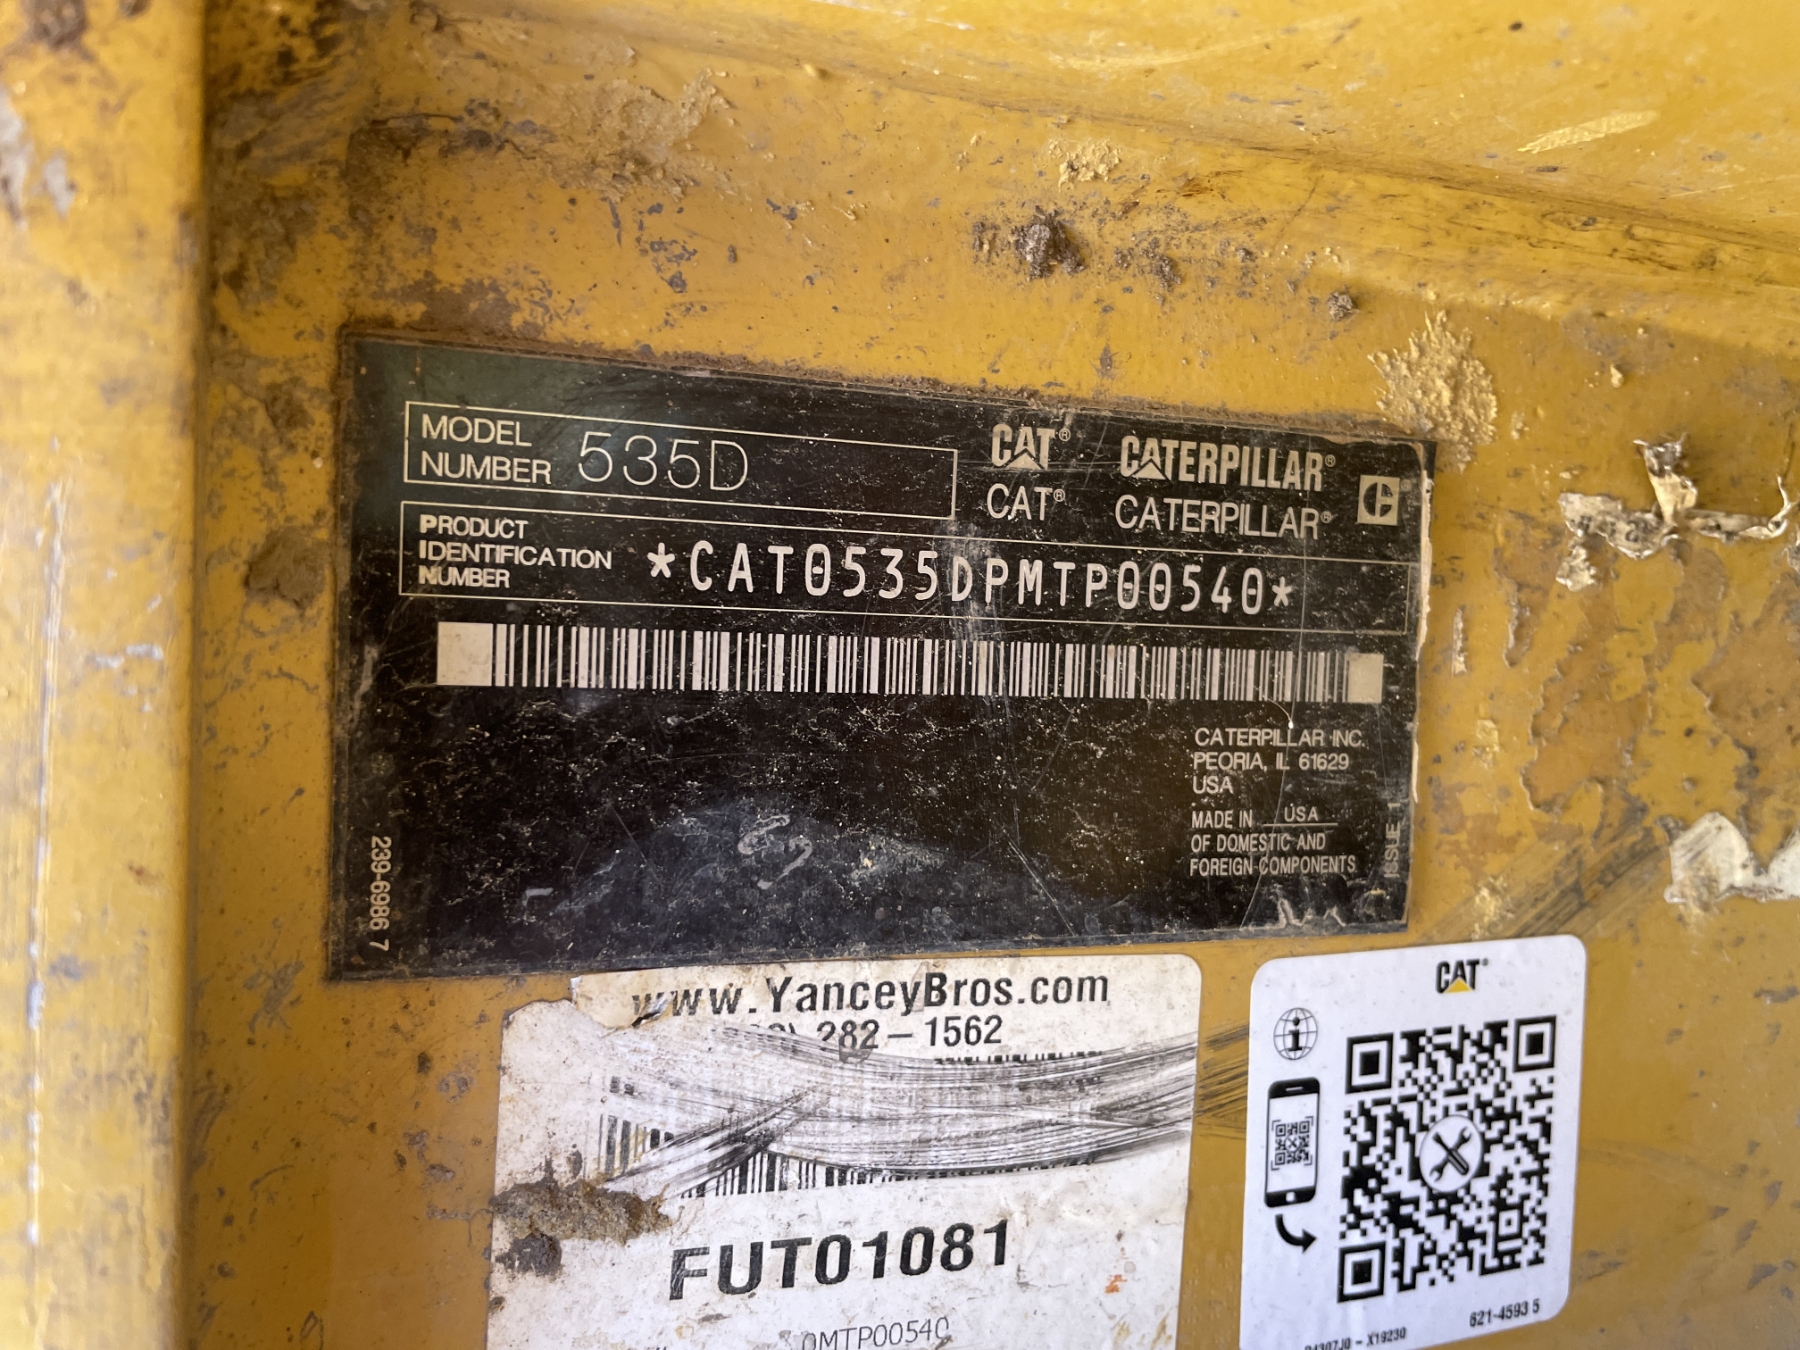 MODEL
NUMBER 535D
CAT® CATERPILLAR®
CAT® CATERPILLAR®
PRODUCT
IDENTIFICATION
NUMBER
*CAT0535DPMTP00540*
CATERPILLAR INC.
PEORIA, IL 61629
USA
MADE IN USA
OF DOMESTIC AND
FOREIGN COMPONENTS
ISSUE 1
239-6986 7
www.YanceyBros.com
282-1562
FUT01081
0MTP00540
CAT®
621-4593 5
X19230